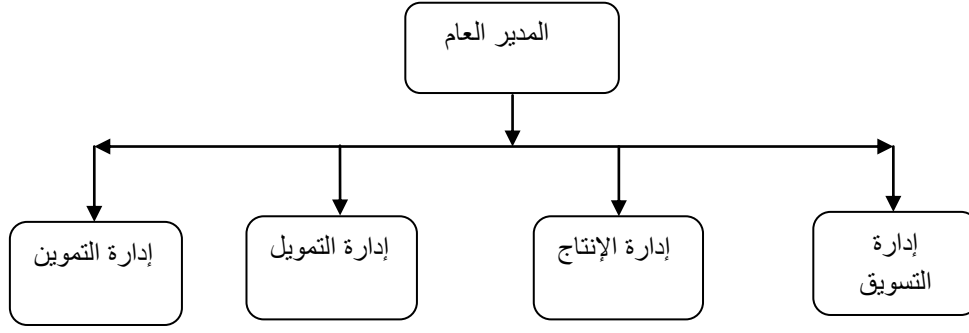 المدير العام
إدارة
التسويق
إدارة الإنتاج
إدارة التمويل
إدارة التموين